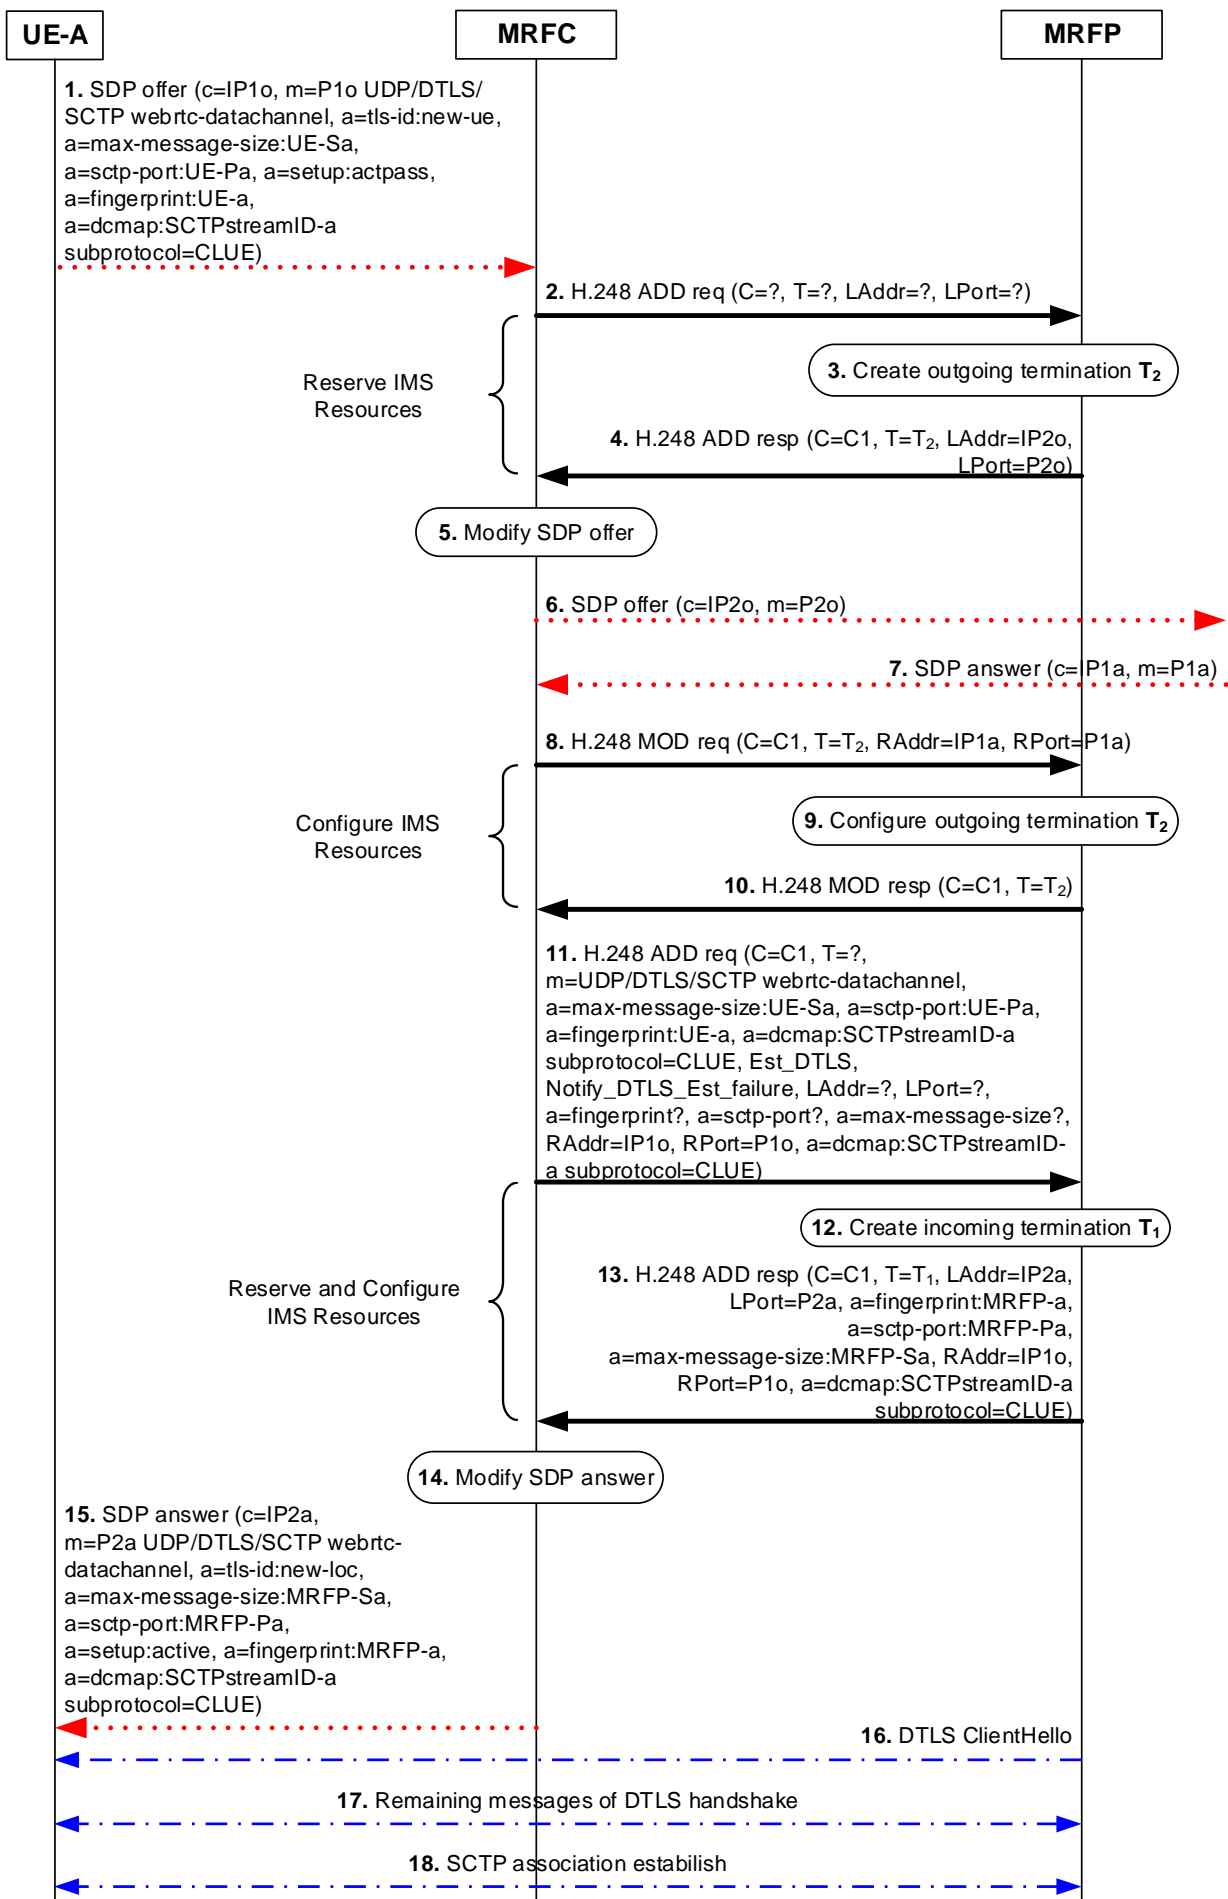 UE-A
MRFC
MRFP
1. SDP offer (c=IP1o, m=P1o UDP/DTLS/
SCTP webrtc-datachannel, a=tls-id:new-ue,
a=max-message-size:UE-Sa,
a=sctp-port:UE-Pa, a=setup:actpass,
a=fingerprint:UE-a,
a=dcmap:SCTPstreamID-a
subprotocol=CLUE)
2. H.248 ADD req (C=?, T=?, LAddr=?, LPort=?)
Reserve IMS
Resources
3. Create outgoing termination T2
4. H.248 ADD resp (C=C1, T=T2, LAddr=IP2o,
LPort=P2o)
5. Modify SDP offer
6. SDP offer (c=IP2o, m=P2o)
7. SDP answer (c=IP1a, m=P1a)
8. H.248 MOD req (C=C1, T=T2, RAddr=IP1a, RPort=P1a)
Configure IMS
Resources
9. Configure outgoing termination T2
10. H.248 MOD resp (C=C1, T=T2)
11. H.248 ADD req (C=C1, T=?,
m=UDP/DTLS/SCTP webrtc-datachannel,
a=max-message-size:UE-Sa, a=sctp-port:UE-Pa,
a=fingerprint:UE-a, a=dcmap:SCTPstreamID-a
subprotocol=CLUE, Est_DTLS,
Notify_DTLS_Est_failure, LAddr=?, LPort=?,
a=fingerprint?, a=sctp-port?, a=max-message-size?,
RAddr=IP1o, RPort=P1o, a=dcmap:SCTPstreamID-
a subprotocol=CLUE)
12. Create incoming termination T1
Reserve and Configure
IMS Resources
13. H.248 ADD resp (C=C1, T=T1, LAddr=IP2a,
LPort=P2a, a=fingerprint:MRFP-a,
a=sctp-port:MRFP-Pa,
a=max-message-size:MRFP-Sa, RAddr=IP1o,
RPort=P1o, a=dcmap:SCTPstreamID-a
subprotocol=CLUE)
14. Modify SDP answer
15. SDP answer (c=IP2a,
m=P2a UDP/DTLS/SCTP webrtc-
datachannel, a=tls-id:new-loc,
a=max-message-size:MRFP-Sa,
a=sctp-port:MRFP-Pa,
a=setup:active, a=fingerprint:MRFP-a,
a=dcmap:SCTPstreamID-a
subprotocol=CLUE)
16. DTLS ClientHello
17. Remaining messages of DTLS handshake
18. SCTP association estabilish